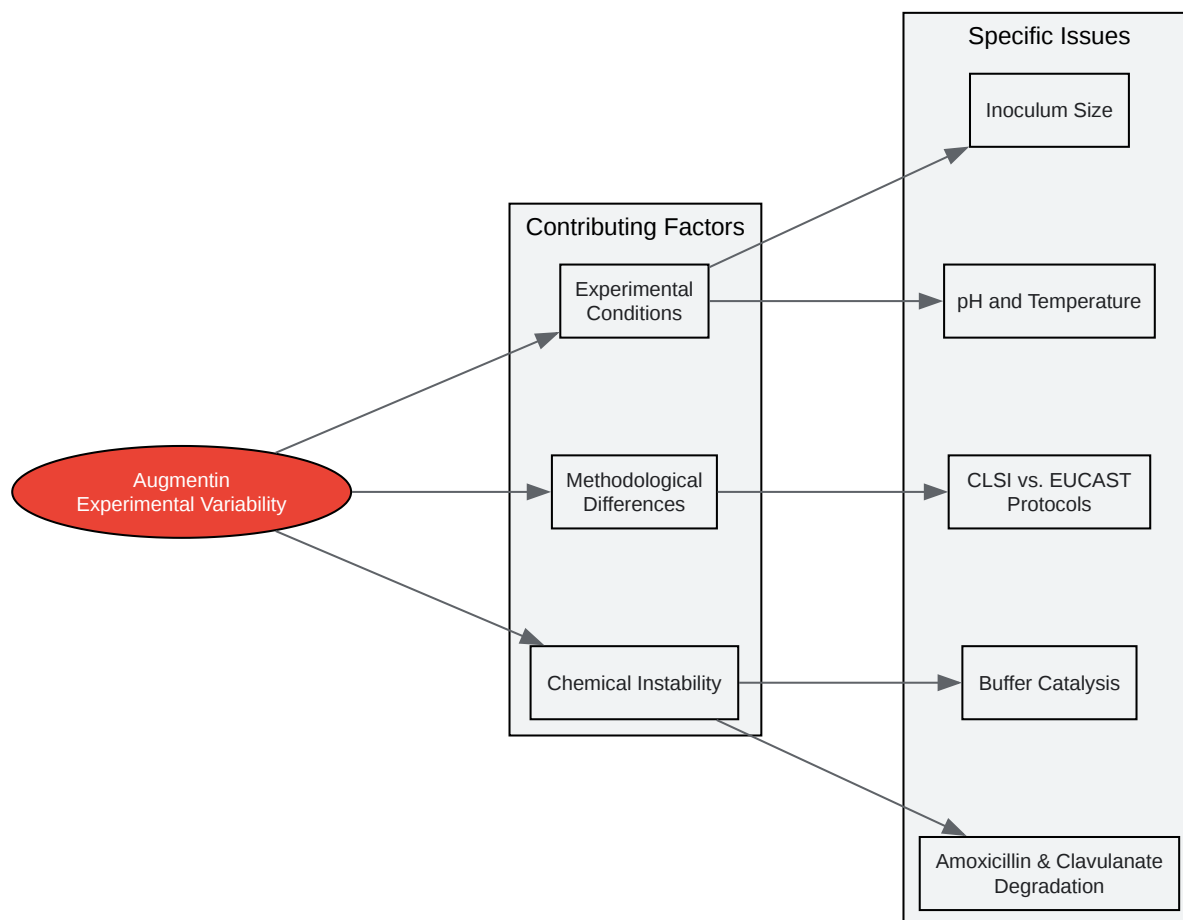 Specific Issues
Inoculum Size
Contributing Factors
Experimental
Conditions
pH and Temperature
Augmentin
Experimental Variability
Methodological
Differences
CLSI vs. EUCAST
Protocols
Chemical Instability
Buffer Catalysis
Amoxicillin & Clavulanate
Degradation